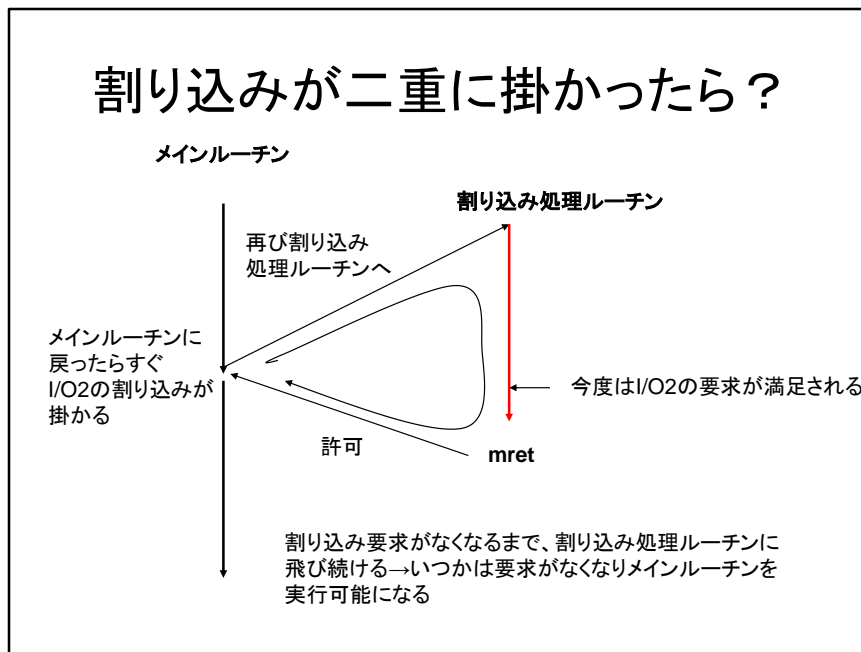 割り込みが二重に掛かったら？
メインルーチン
割り込み処理ルーチン
再び割り込み
処理ルーチンへ
メインルーチンに
戻ったらすぐ
I/O2の割り込みが
掛かる
今度はI/O2の要求が満足される
許可
mret
割り込み要求がなくなるまで、割り込み処理ルーチンに
飛び続ける→いつかは要求がなくなりメインルーチンを
実行可能になる